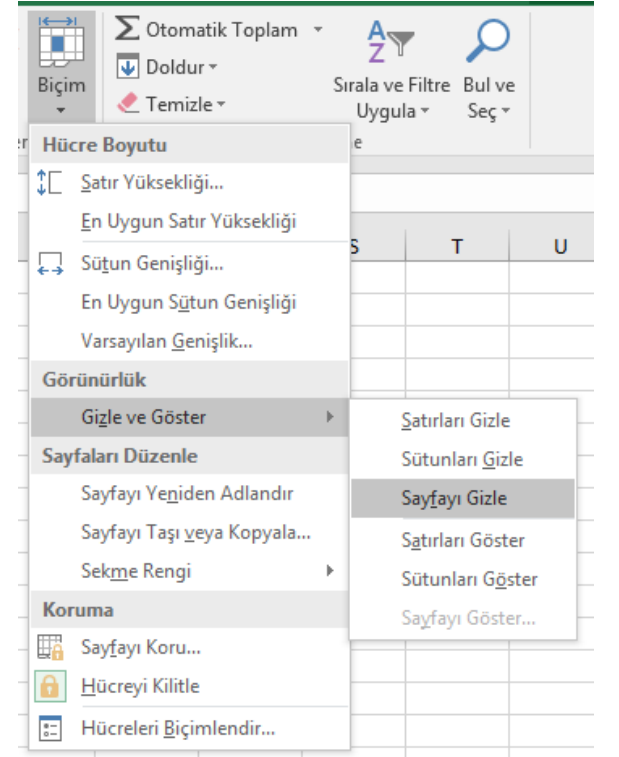 Biçim
Otomatik Toplam
Doldur
Temizle
Sırala ve Filtre
Uygula
Bul ve
Seç
Hücre Boyutu
Satır Yüksekliği...
En Uygun Satır Yüksekliği
Sütun Genişliği...
En Uygun Sütun Genişliği
Varsayılan Genişlik...
S T U
Görünürlük
Gizle ve Göster
Satırları Gizle
Sütunları Gizle
Sayfayı Gizle
Satırları Göster
Sütunları Göster
Sayfayı Göster...
Sayfaları Düzenle
Sayfayı Yeniden Adlandır
Sayfayı Taşı veya Kopyala...
Sekme Rengi
Koruma
Sayfayı Koru...
Hücreyi Kilitle
Hücreleri Biçimlendir...